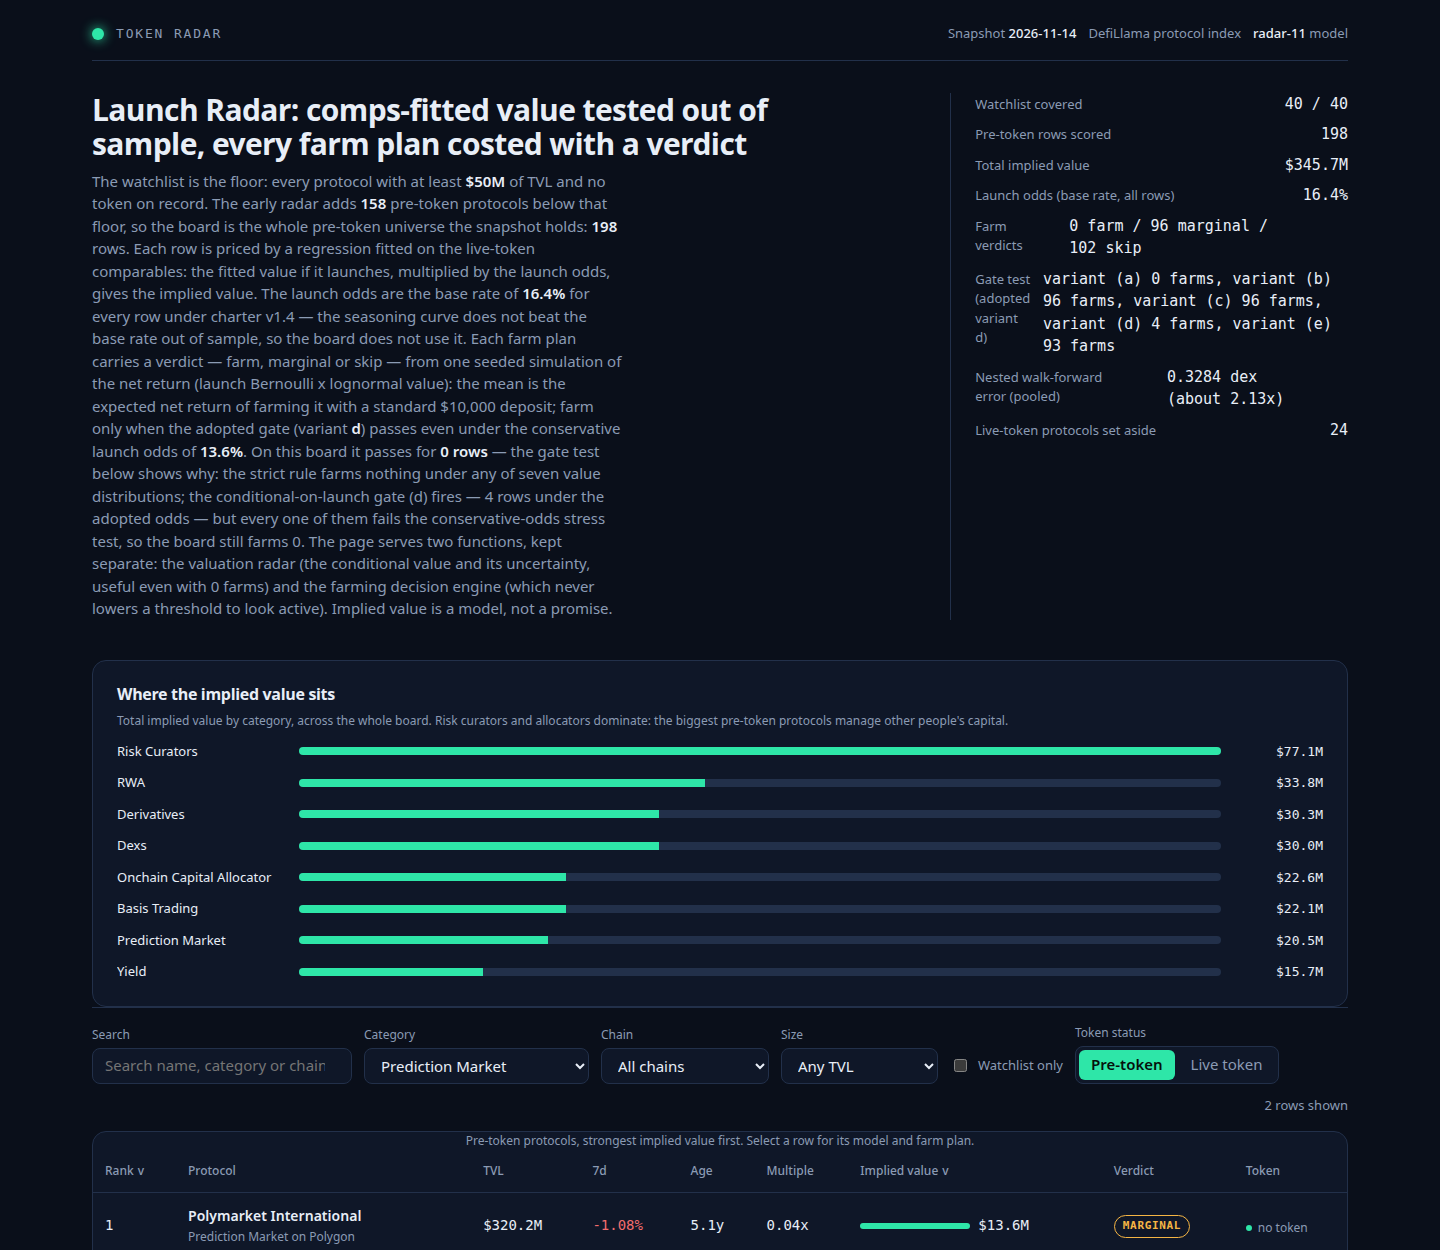 TOKEN RADAR
Snapshot 2026-11-14 DefiLlama protocol index radar-11 model
Launch Radar: comps-fitted value tested out of
sample, every farm plan costed with a verdict
The watchlist is the floor: every protocol with at least $50M of TVL and no
token on record. The early radar adds 158 pre-token protocols below that
floor, so the board is the whole pre-token universe the snapshot holds: 198
rows. Each row is priced by a regression fitted on the live-token
comparables: the fitted value if it launches, multiplied by the launch odds,
gives the implied value. The launch odds are the base rate of 16.4% for
every row under charter v1.4 — the seasoning curve does not beat the
base rate out of sample, so the board does not use it. Each farm plan
carries a verdict — farm, marginal or skip — from one seeded simulation of
the net return (launch Bernoulli x lognormal value): the mean is the
expected net return of farming it with a standard $10,000 deposit; farm
only when the adopted gate (variant d) passes even under the conservative
launch odds of 13.6%. On this board it passes for 0 rows — the gate test
below shows why: the strict rule farms nothing under any of seven value
distributions; the conditional-on-launch gate (d) fires — 4 rows under the
adopted odds — but every one of them fails the conservative-odds stress
test, so the board still farms 0. The page serves two functions, kept
separate: the valuation radar (the conditional value and its uncertainty,
useful even with 0 farms) and the farming decision engine (which never
lowers a threshold to look active). Implied value is a model, not a promise.
Watchlist covered 40 / 40
Pre-token rows scored 198
Total implied value $345.7M
Launch odds (base rate, all rows) 16.4%
Farm verdicts 0 farm / 96 marginal /
102 skip
Gate test (adopted variant d) variant (a) 0 farms, variant (b)
96 farms, variant (c) 96 farms,
variant (d) 4 farms, variant (e)
93 farms
Nested walk-forward error (pooled) 0.3284 dex
(about 2.13x)
Live-token protocols set aside 24
Where the implied value sits
Total implied value by category, across the whole board. Risk curators and allocators dominate: the biggest pre-token protocols manage other people's capital.
Risk Curators $77.1M
RWA $33.8M
Derivatives $30.3M
Dexs $30.0M
Onchain Capital Allocator $22.6M
Basis Trading $22.1M
Prediction Market $20.5M
Yield $15.7M
Search Category Chain Size Token status
Search name, category or chain Prediction Market All chains Any TVL Watchlist only Pre-token Live token
2 rows shown
Pre-token protocols, strongest implied value first. Select a row for its model and farm plan.
Rank v Protocol TVL 7d Age Multiple Implied value v Verdict Token
1 Polymarket International $320.2M -1.08% 5.1y 0.04x $13.6M MARGINAL no token
Prediction Market on Polygon